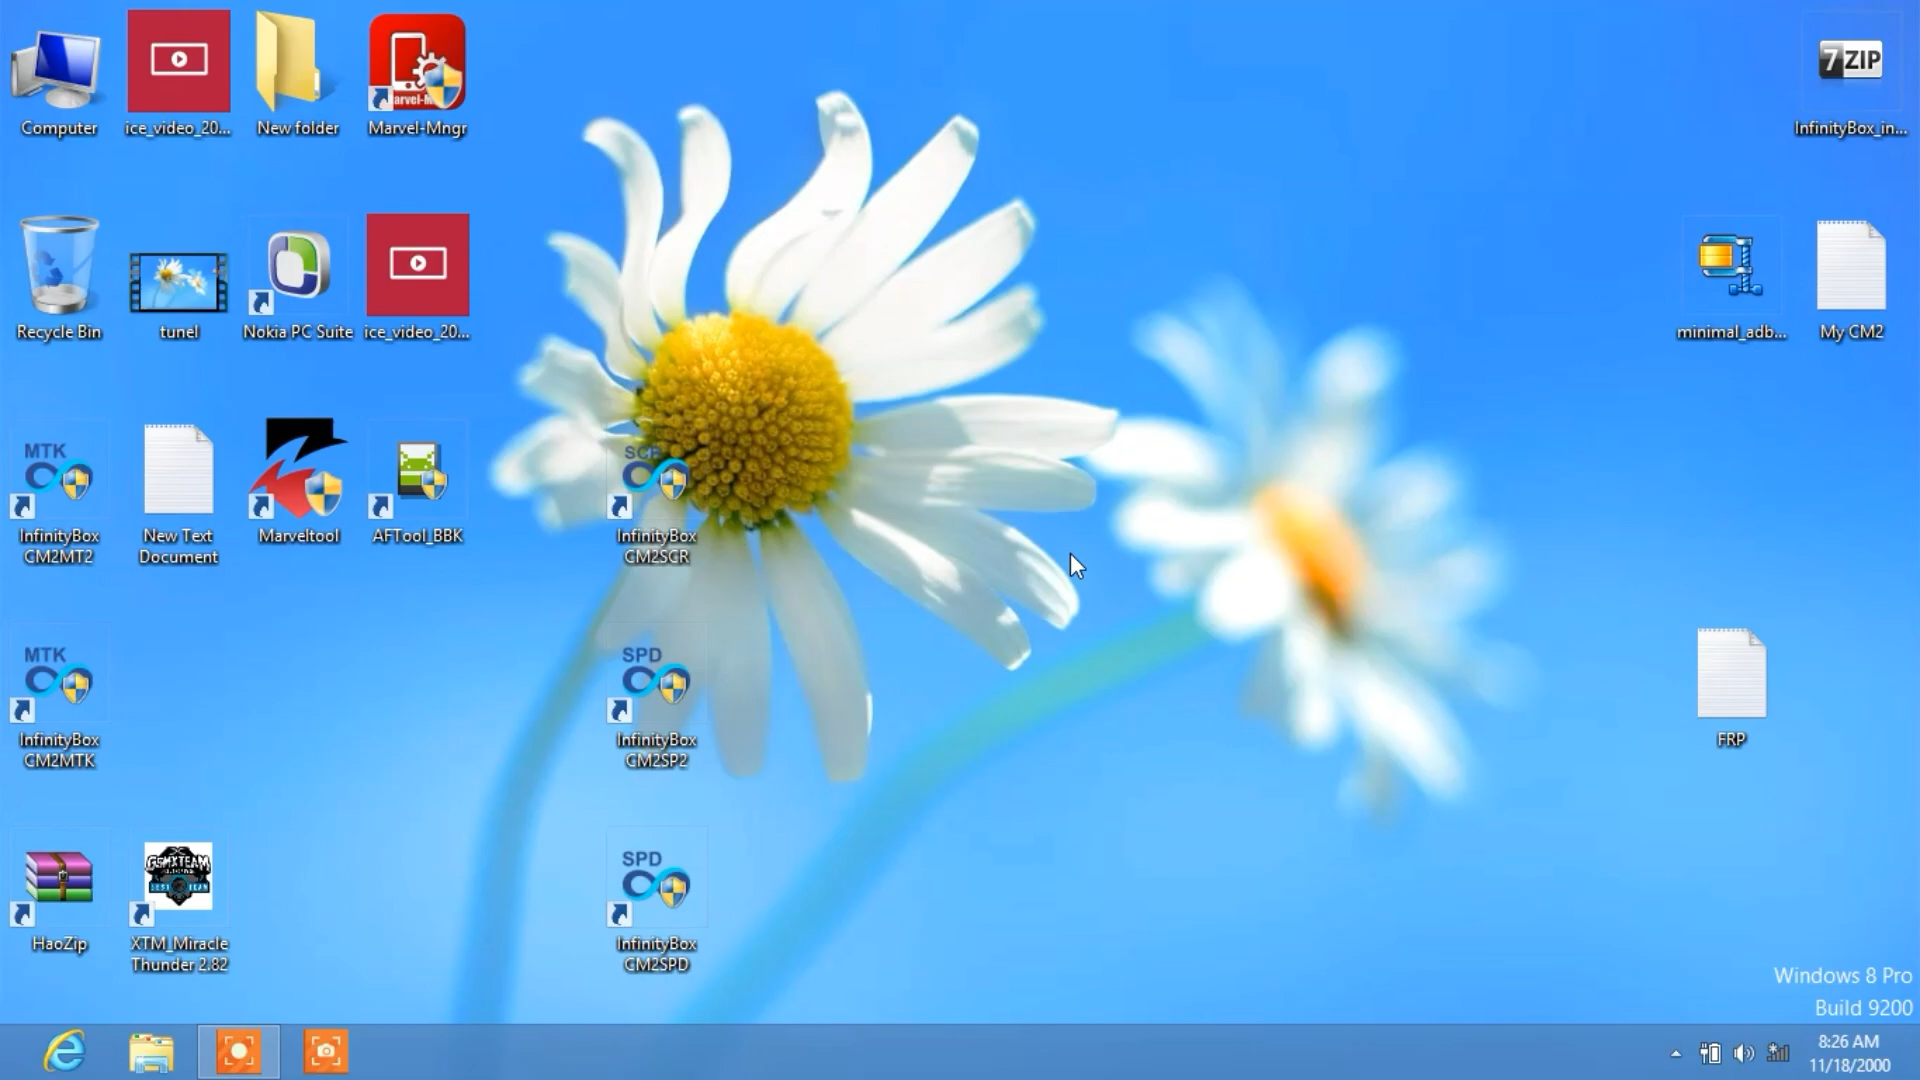 Computer
ice_video_20...
New folder
Marvel-Mngr
7ZIP
InfinityBox_in...
Recycle Bin
tunel
Nokia PC Suite
ice_video_20...
minimal_adb...
My CM2
MTK
InfinityBox
CM2MT2
New Text
Document
Marveltool
AFTool_BBK
InfinityBox
CM2SCR
MTK
InfinityBox
CM2MTK
SPD
InfinityBox
CM2SP2
FRP
HaoZip
GSMXTEAM
XTM_Miracle
Thunder 2.82
SPD
InfinityBox
CM2SPD
Windows 8 Pro
Build 9200
8:26 AM
11/18/2000